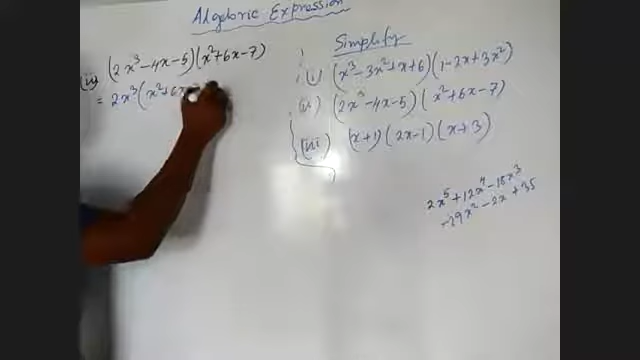 Algebraic Expression
(ii) (2x³-4x-5)(x²+6x-7)
= 2x³(x²+6x-
Simplify
(i) (x³-3x²+x+6)(1-2x+3x²)
(ii) (2x³-4x-5)(x²+6x-7)
(iii) (x+1)(2x-1)(x+3)
2x⁵+12x⁴-18x³
-29x²-2x+35